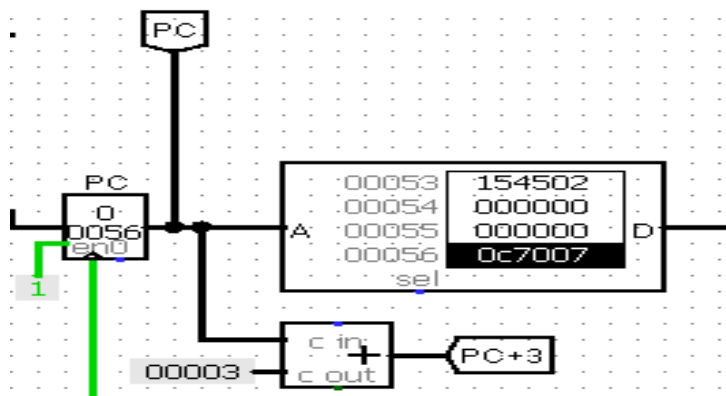 PC
PC
0
0056
en0
1
A
00053 154502
00054 000000
00055 000000
00056 0c7007
sel
D
c in
+
c out
00003
PC+3